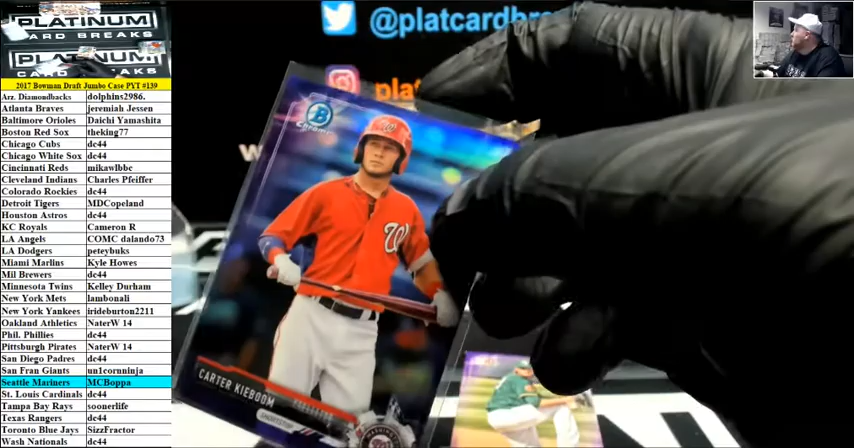 PLATINUM
CARD BREAKS
PLATINUM
2017 Bowman Draft Jumbo Case PYT #139
Arz. Diamondbacks dolphins2986.
Atlanta Braves jeremiah Jessen
Baltimore Orioles Daichi Yamashita
Boston Red Sox theking77
Chicago Cubs dc44
Chicago White Sox dc44
Cincinnati Reds mikawlbbc
Cleveland Indians Charles Pfeiffer
Colorado Rockies dc44
Detroit Tigers MDCopeland
Houston Astros dc44
KC Royals Cameron R
LA Angels COMC dalando73
LA Dodgers peteybuks
Miami Marlins Kyle Howes
Mil Brewers dc44
Minnesota Twins Kelley Durham
New York Mets lambonali
New York Yankees irideburton2211
Oakland Athletics NaterW 14
Phil. Phillies dc44
Pittsburgh Pirates NaterW 14
San Diego Padres dc44
San Fran Giants un1cornninja
Seattle Mariners MCBoppa
St. Louis Cardinals dc44
Tampa Bay Rays soonerlife
Texas Rangers dc44
Toronto Blue Jays SizzFractor
Wash Nationals dc44
@platcardbre
plat
w
B
Chrome
W
W
CARTER KIEBOOM
SHORTSTOP